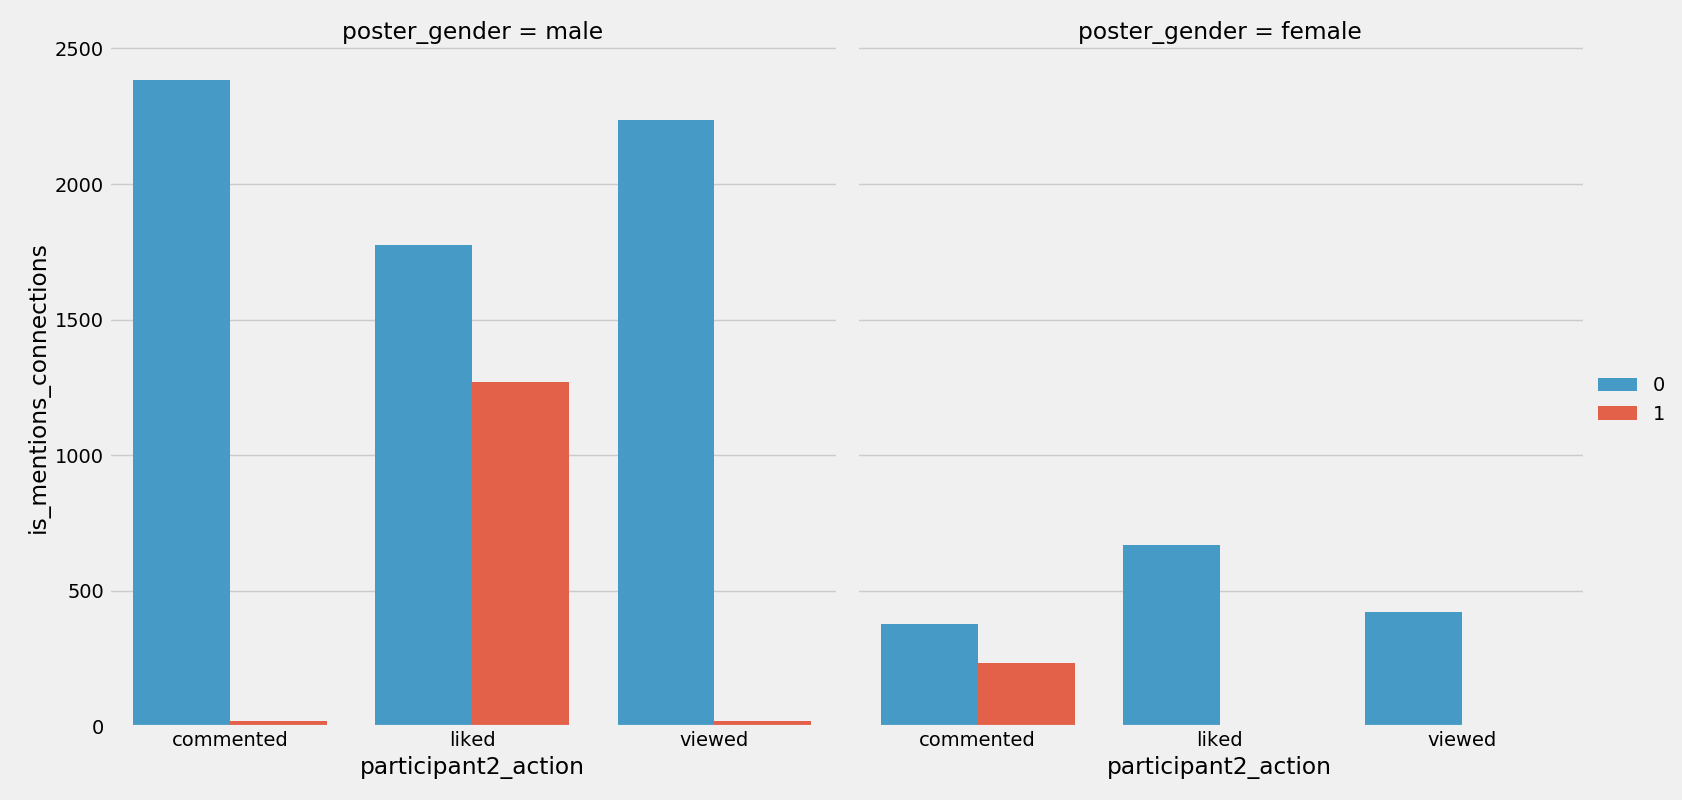 poster_gender = male
poster_gender = female
2500
2000
1500
1000
500
0
is_mentions_connections
commented
liked
viewed
commented
liked
viewed
participant2_action
participant2_action
0
1